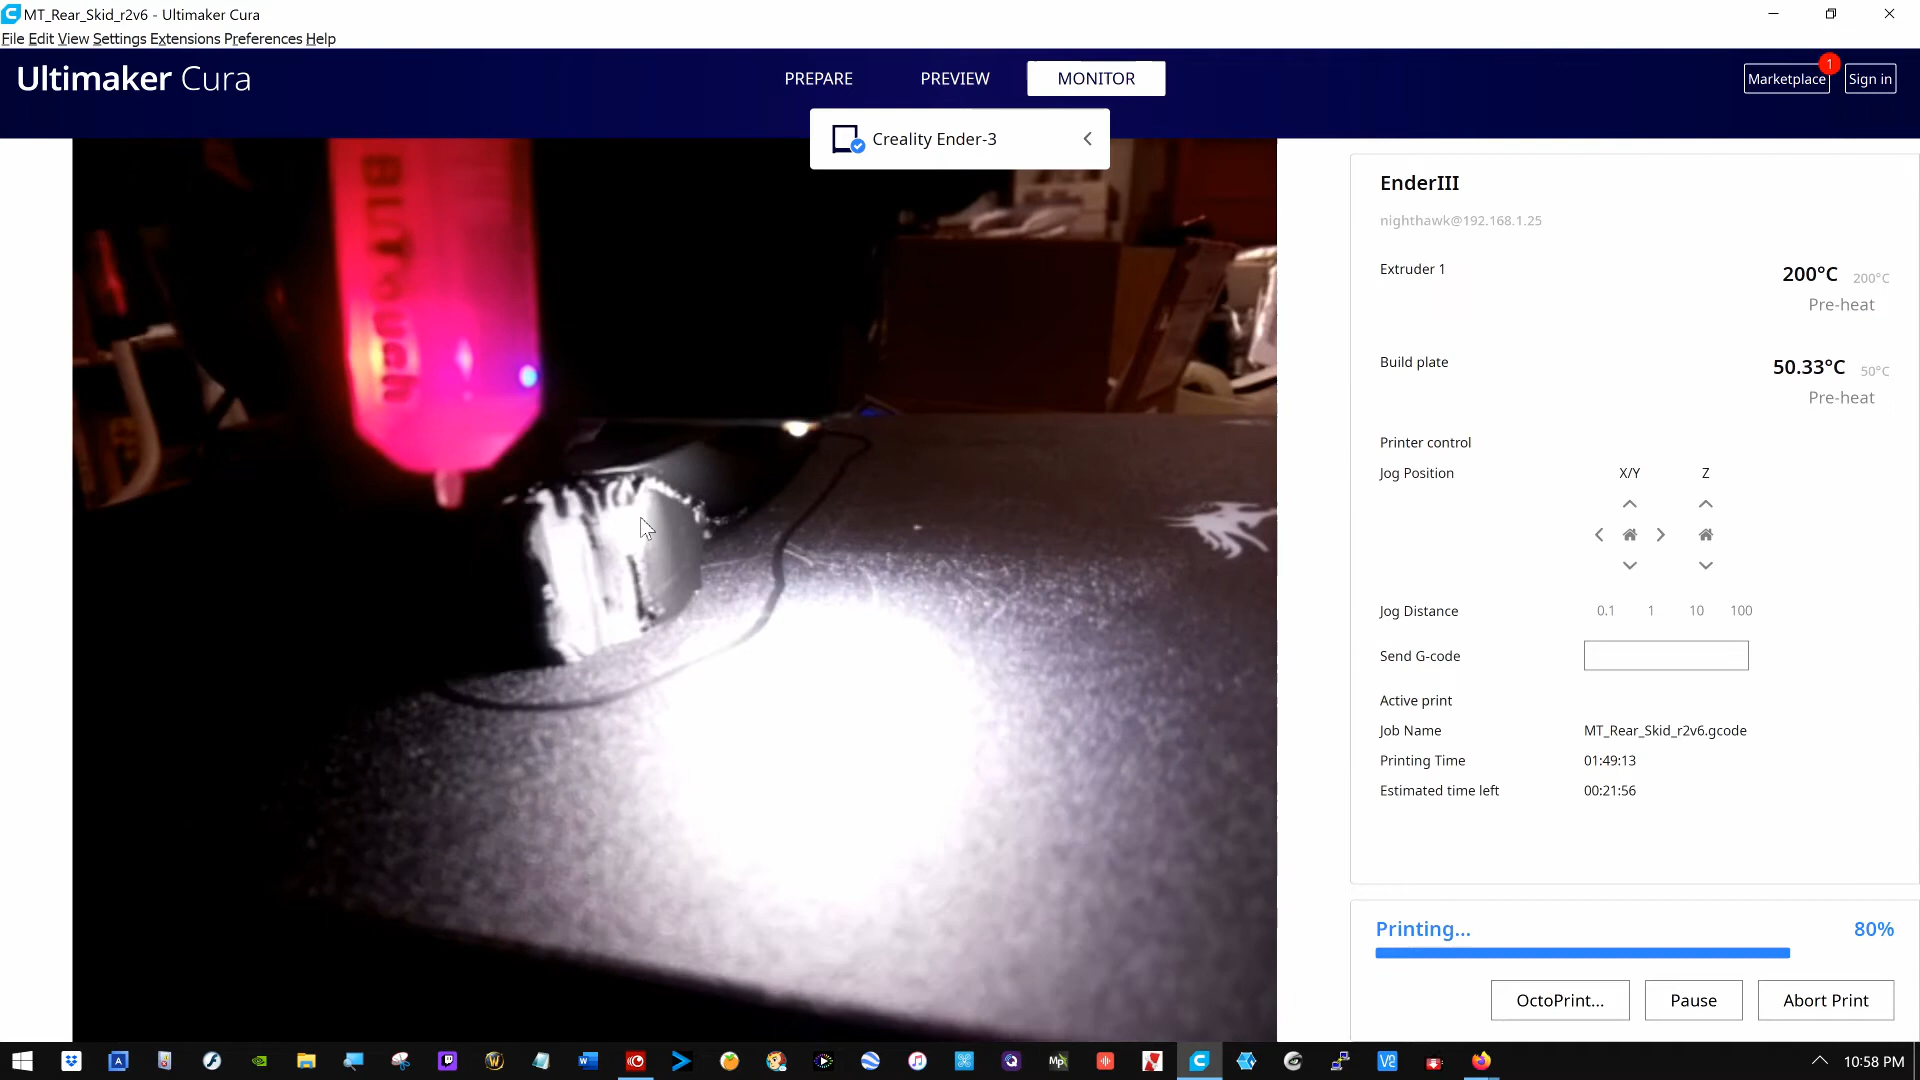 MT_Rear_Skid_r2v6 - Ultimaker Cura
File Edit View Settings Extensions Preferences Help
Ultimaker Cura
PREPARE
PREVIEW
MONITOR
Marketplace
1
Sign in
Creality Ender-3
BLTouch
EnderIII
nighthawk@192.168.1.25
Extruder 1
200°C 200°C
Pre-heat
Build plate
50.33°C 50°C
Pre-heat
Printer control
Jog Position X/Y Z
Jog Distance 0.1 1 10 100
Send G-code
Active print
Job Name MT_Rear_Skid_r2v6.gcode
Printing Time 01:49:13
Estimated time left 00:21:56
Printing... 80%
OctoPrint... Pause Abort Print
10:58 PM